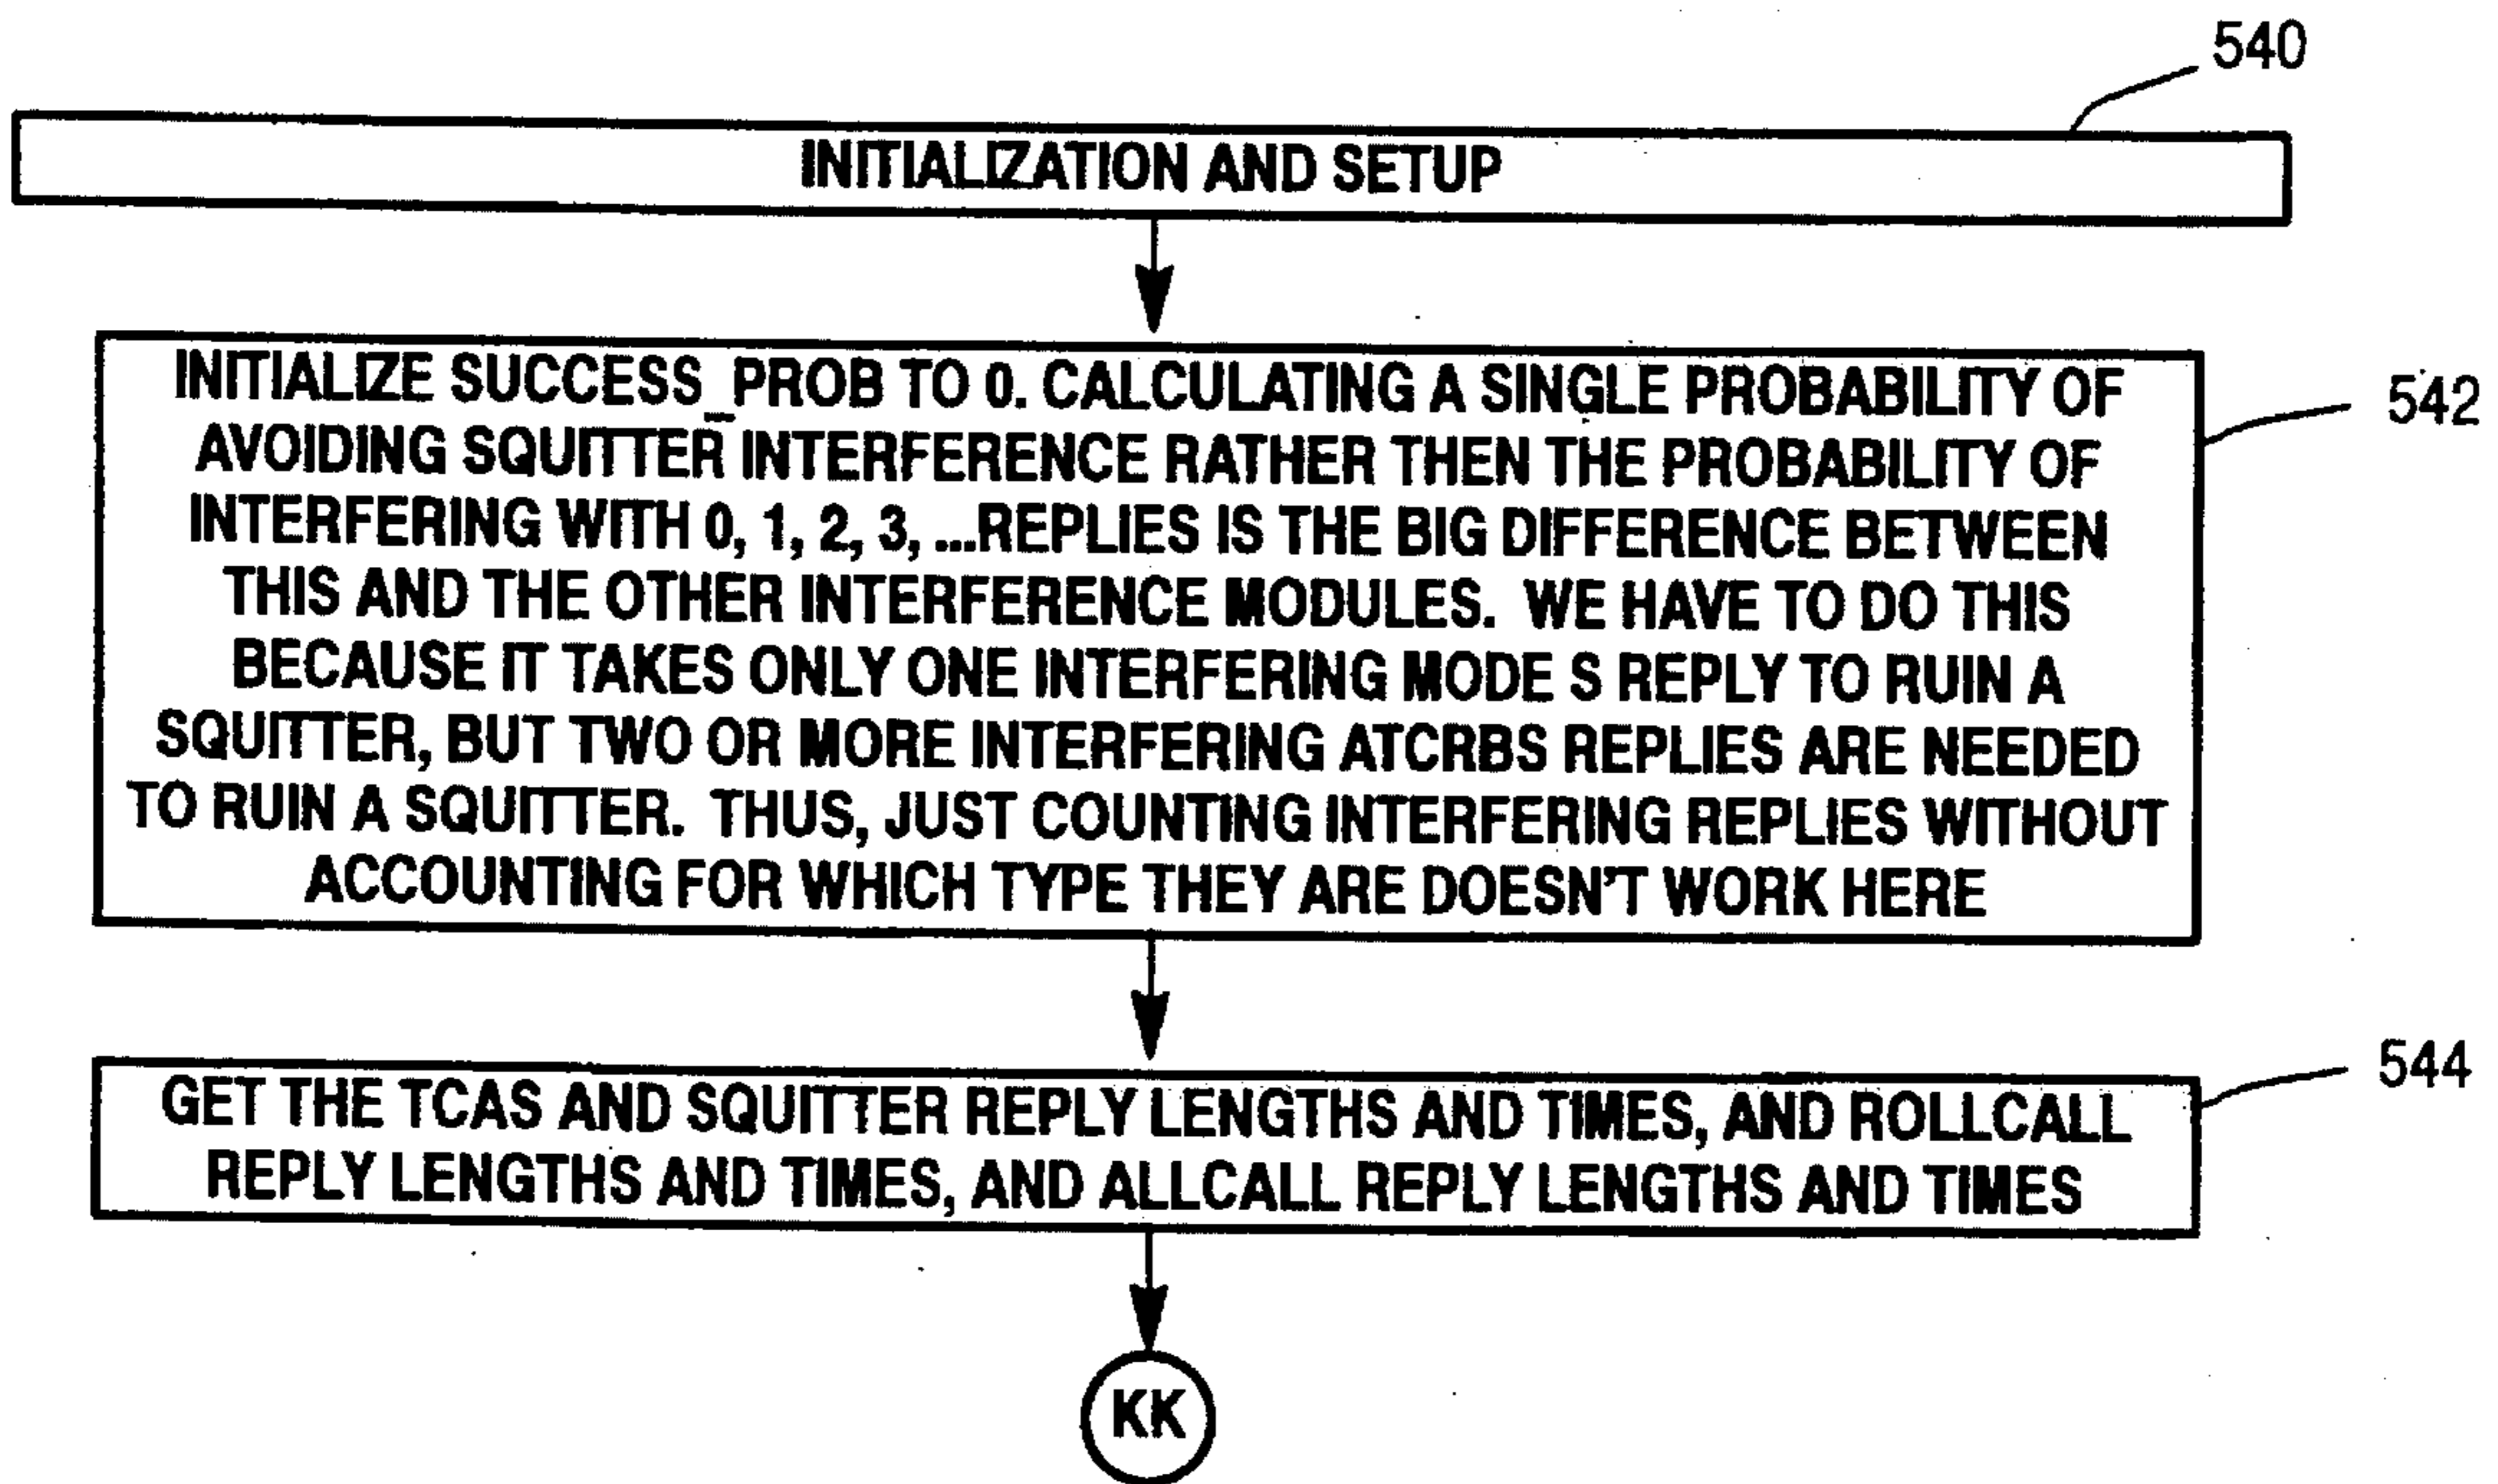 540
INITIALIZATION AND SETUP
INITIALIZE SUCCESS_PROB TO 0. CALCULATING A SINGLE PROBABILITY OF
AVOIDING SQUITTER INTERFERENCE RATHER THEN THE PROBABILITY OF
INTERFERING WITH 0, 1, 2, 3, ...REPLIES IS THE BIG DIFFERENCE BETWEEN
THIS AND THE OTHER INTERFERENCE MODULES. WE HAVE TO DO THIS
BECAUSE IT TAKES ONLY ONE INTERFERING MODE S REPLY TO RUIN A
SQUITTER, BUT TWO OR MORE INTERFERING ATCRBS REPLIES ARE NEEDED
TO RUIN A SQUITTER. THUS, JUST COUNTING INTERFERING REPLIES WITHOUT
ACCOUNTING FOR WHICH TYPE THEY ARE DOESN'T WORK HERE
542
GET THE TCAS AND SQUITTER REPLY LENGTHS AND TIMES, AND ROLLCALL
REPLY LENGTHS AND TIMES, AND ALLCALL REPLY LENGTHS AND TIMES
544
KK